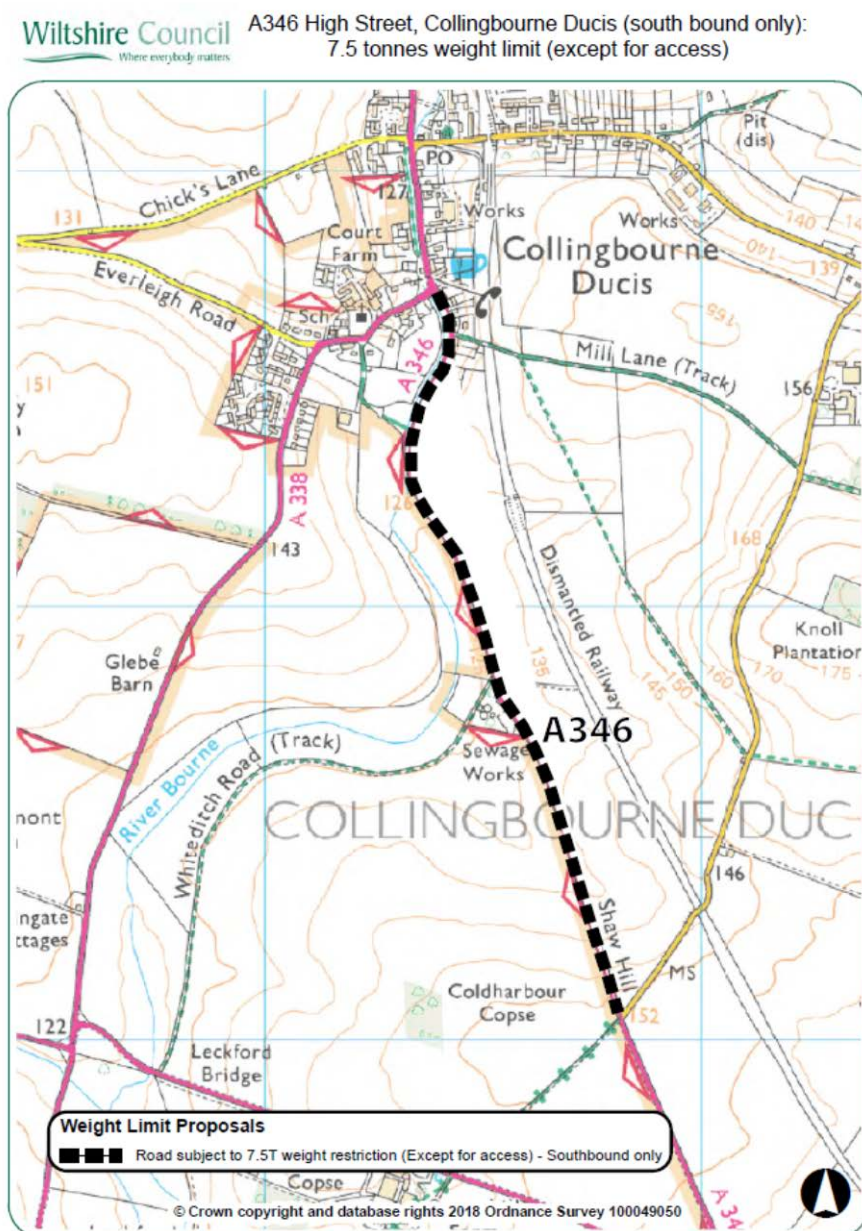 Wiltshire Council
Where everybody matters
A346 High Street, Collingbourne Ducis (south bound only):
7.5 tonnes weight limit (except for access)
Pit
(dis)
PO
Chick's Lane
127
Works
131
Court
Farm
Works
140
140
139
Collingbourne
Ducis
Everleigh Road
Sch
155
A 346
Mill Lane (Track)
151
156
A 338
126
143
168
Dismantled Railway
Knoll
Plantation
Glebe
Barn
135
145
150
160
170
175
A346
River Bourne
Whiteditch Road (Track)
Sewage
Works
COLLINGBOURNE DUC
146
Shaw Hill
MS
Coldharbour
Copse
152
122
Leckford
Bridge
Weight Limit Proposals
Road subject to 7.5T weight restriction (Except for access) - Southbound only
Copse
© Crown copyright and database rights 2018 Ordnance Survey 100049050